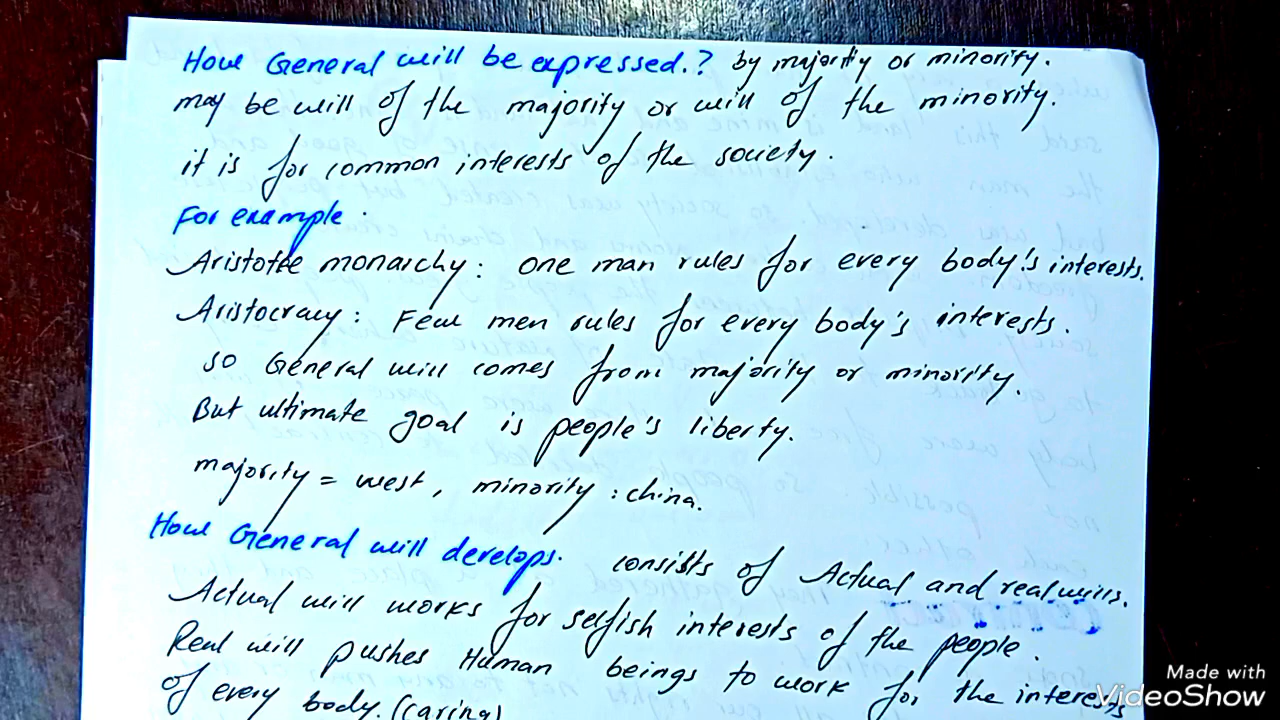 How General will be expressed.? by majority or minority.
may be will of the majority or will of the minority.
it is for common interests of the society.
For example.
Aristotle monarchy: one man rules for every body's interests.
Aristocracy: Few men rules for every body's interests.
so General will comes from majority or minority.
But ultimate goal is people's liberty.
majority = west, minority: china.
How General will develops. consists of Actual and real wills.
Actual will works for selfish interests of the people.
Real will pushes Human beings to work for the interests
of every body. (caring)
Made with
VideoShow